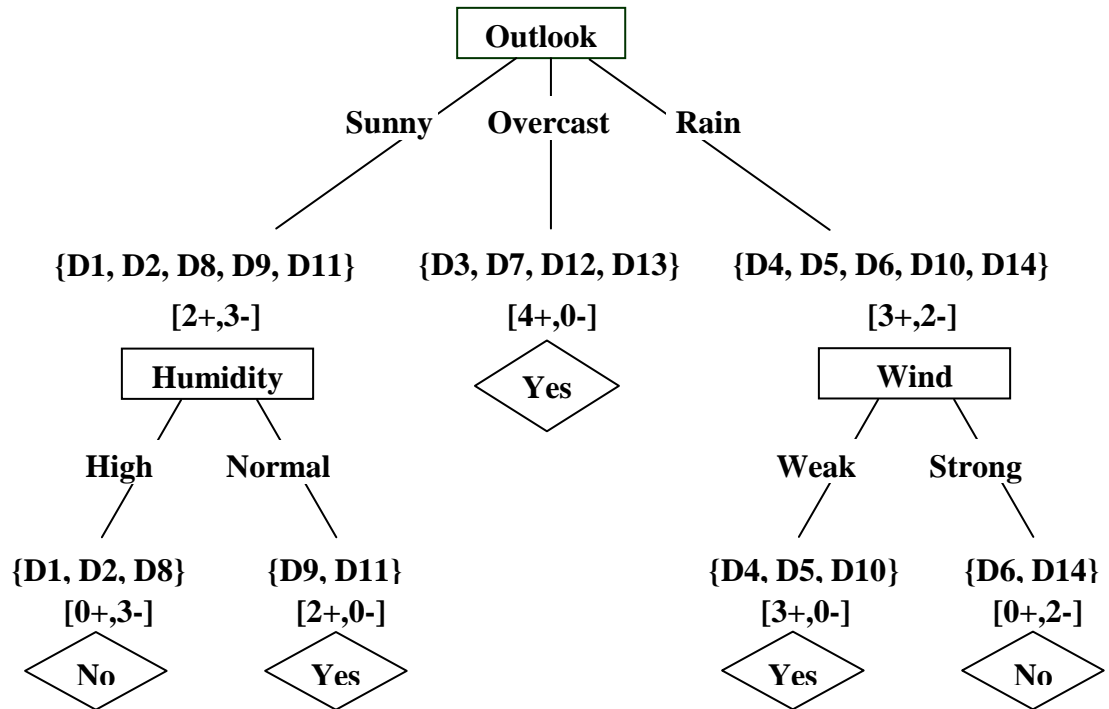 Outlook
Sunny Overcast Rain
{D1, D2, D8, D9, D11} {D3, D7, D12, D13} {D4, D5, D6, D10, D14}
[2+,3-] [4+,0-] [3+,2-]
Humidity Yes Wind
High Normal Weak Strong
{D1, D2, D8} {D9, D11} {D4, D5, D10} {D6, D14}
[0+,3-] [2+,0-] [3+,0-] [0+,2-]
No Yes Yes No